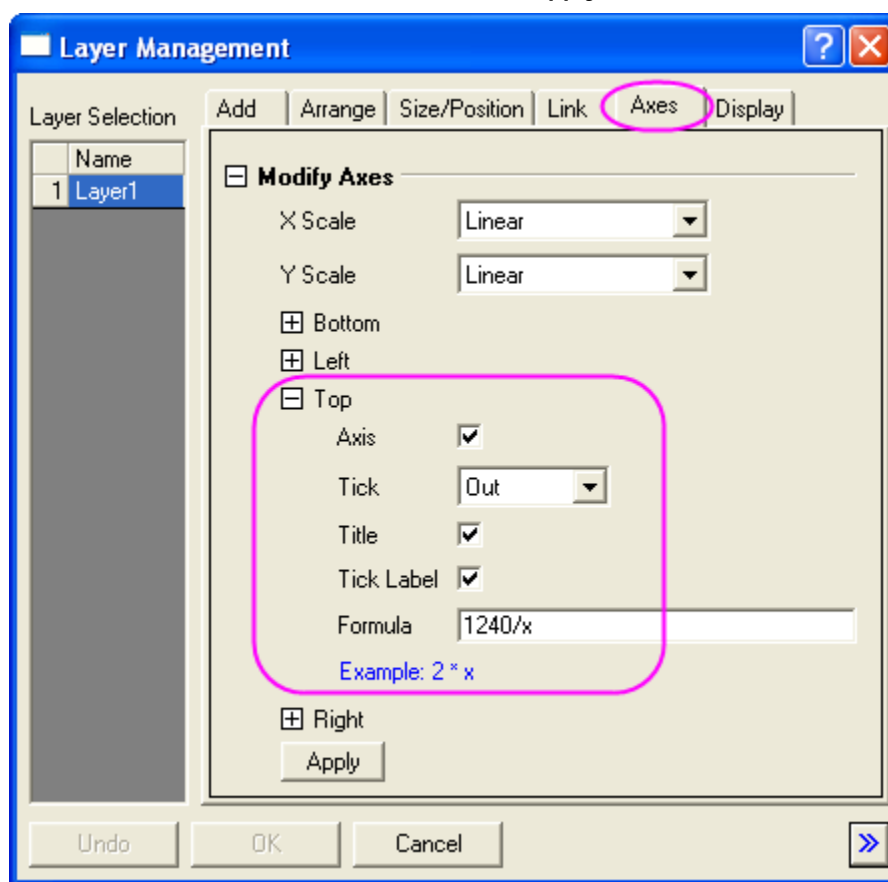 Layer Management
Layer Selection
Add Arrange Size/Position Link Axes Display
Name
1 Layer1
Modify Axes
X Scale Linear
Y Scale Linear
Bottom
Left
Top
Axis
Tick Out
Title
Tick Label
Formula 1240/x
Example: 2 * x
Right
Apply
Undo OK Cancel